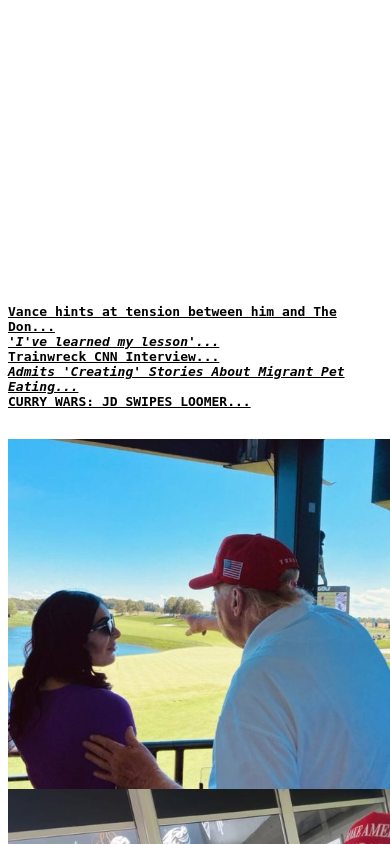 Vance hints at tension between him and The
Don...
'I've learned my lesson'...
Trainwreck CNN Interview...
Admits 'Creating' Stories About Migrant Pet
Eating...
CURRY WARS: JD SWIPES LOOMER...